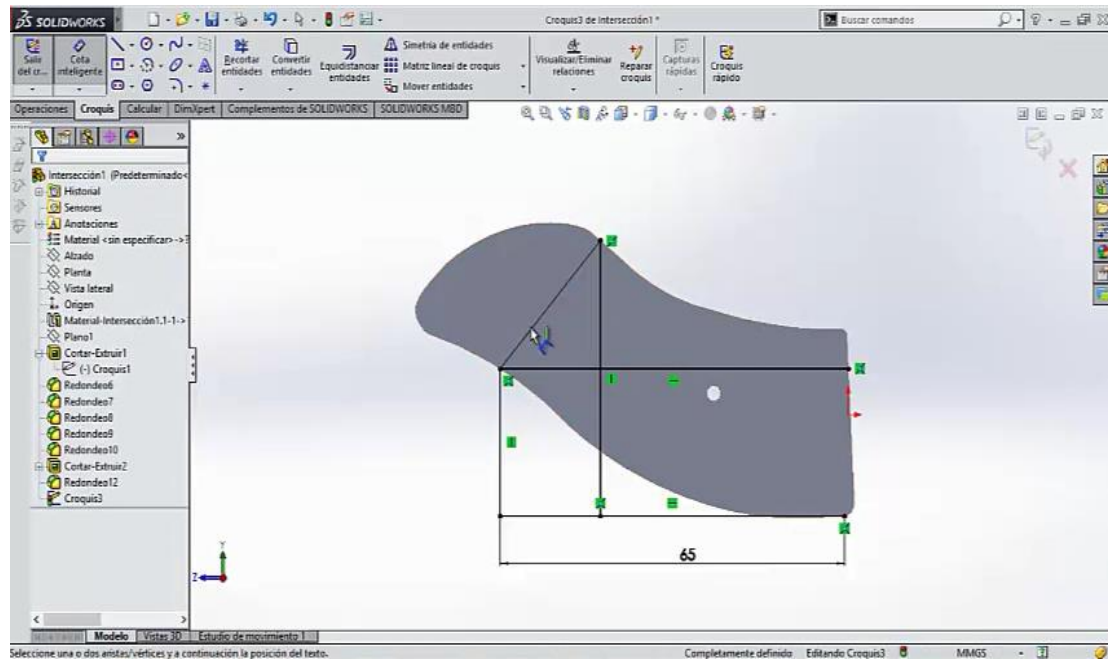 SOLIDWORKS
Croquis3 de Intersección1 *
Buscar comandos
Salir del cr...
Cota inteligente
Recortar entidades
Convertir entidades
Equidistanciar entidades
Simetría de entidades
Matriz lineal de croquis
Mover entidades
Visualizar/Eliminar relaciones
Reparar croquis
Capturas rápidas
Croquis rápido
Operaciones
Croquis
Calcular
DimXpert
Complementos de SOLIDWORKS
SOLIDWORKS MBD
Intersección1 (Predeterminado<
Historial
Sensores
Anotaciones
Material <sin especificar>->?
Alzado
Planta
Vista lateral
Origen
Material-Intersección1.1-1->
Plano1
Cortar-Extruir1
(-) Croquis1
Redondeo6
Redondeo7
Redondeo8
Redondeo9
Redondeo10
Cortar-Extruir2
Redondeo12
Croquis3
65
Y
Z
Modelo
Vistas 3D
Estudio de movimiento 1
Seleccione una o dos aristas/vértices y a continuación la posición del texto.
Completamente definido
Editando Croquis3
MMGS